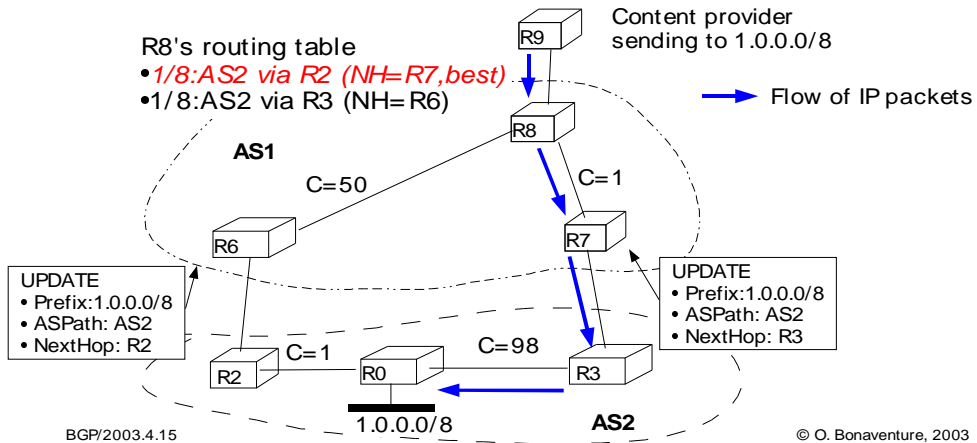 R9
Content provider
sending to 1.0.0.0/8
R8's routing table
•1/8:AS2 via R2 (NH=R7,best)
•1/8:AS2 via R3 (NH=R6)
Flow of IP packets
R8
AS1
C=50
C=1
R6
R7
UPDATE
• Prefix:1.0.0.0/8
• ASPath: AS2
• NextHop: R2
UPDATE
• Prefix:1.0.0.0/8
• ASPath: AS2
• NextHop: R3
C=1
C=98
R2
R0
R3
1.0.0.0/8
AS2
BGP/2003.4.15
© O. Bonaventure, 2003